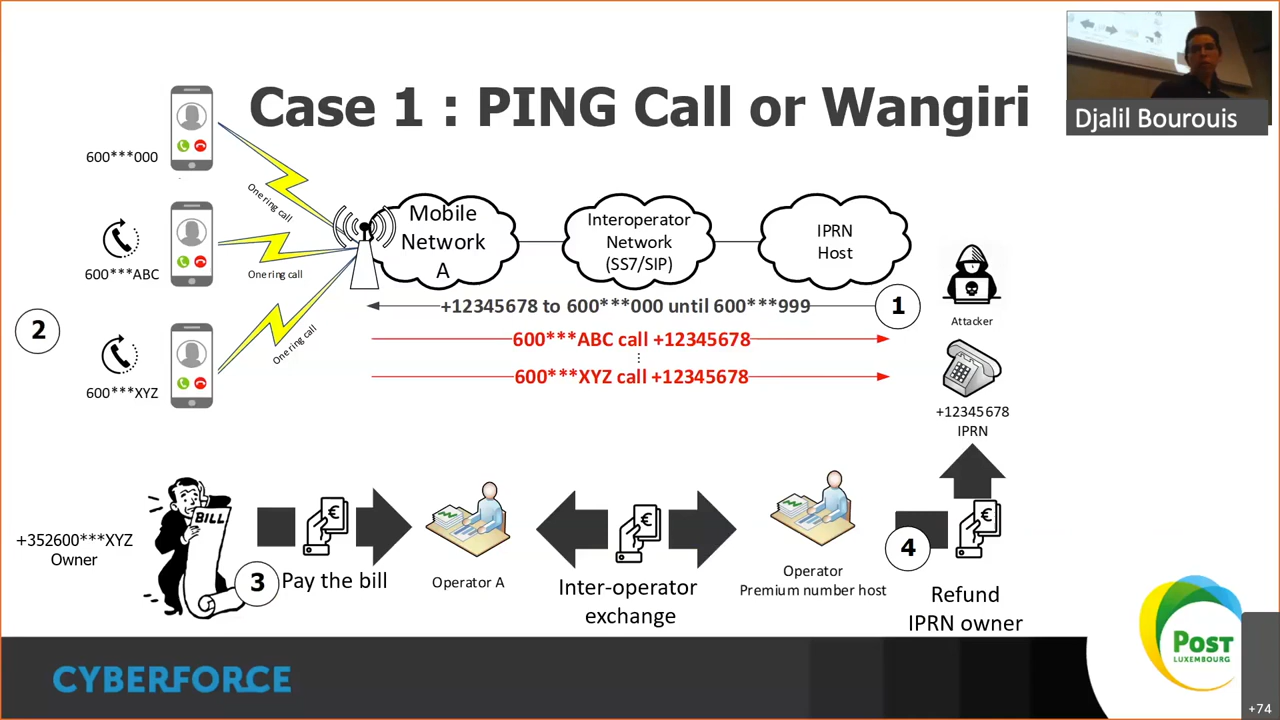 Case 1 : PING Call or Wangiri
Djalil Bourouis
600***000
One ring call
Mobile
Network
A
Interoperator
Network
(SS7/SIP)
IPRN
Host
600***ABC
One ring call
+12345678 to 600***000 until 600***999
1
Attacker
2
600***ABC call +12345678
One ring call
600***XYZ call +12345678
600***XYZ
+12345678
IPRN
BILL
€
€
€
+352600***XYZ
Owner
3
Pay the bill
Operator A
Inter-operator
exchange
Operator
Premium number host
4
Refund
IPRN owner
CYBERFORCE
POST
LUXEMBOURG
+74